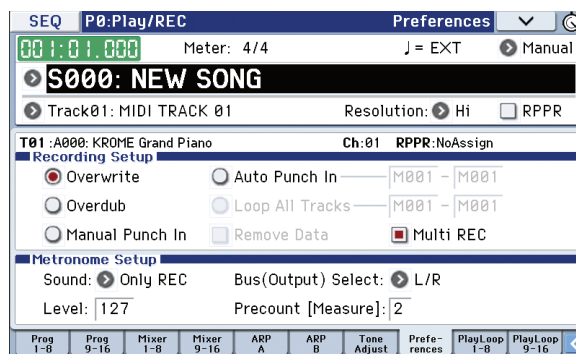 SEQ P0:Play/REC Preferences
001:01.000 Meter: 4/4 ♩ = EXT Manual
S000: NEW SONG
Track01: MIDI TRACK 01 Resolution: Hi RPPR
T01 :A000: KROME Grand Piano Ch:01 RPPR:NoAssign
Recording Setup
Overwrite Auto Punch In M001 - M001
Overdub Loop All Tracks M001 - M001
Manual Punch In Remove Data Multi REC
Metronome Setup
Sound: Only REC Bus(Output) Select: L/R
Level: 127 Precount [Measure]: 2
Prog 1-8 Prog 9-16 Mixer 1-8 Mixer 9-16 ARP A ARP B Tone Adjust Prefe- rences PlayLoop 1-8 PlayLoop 9-16